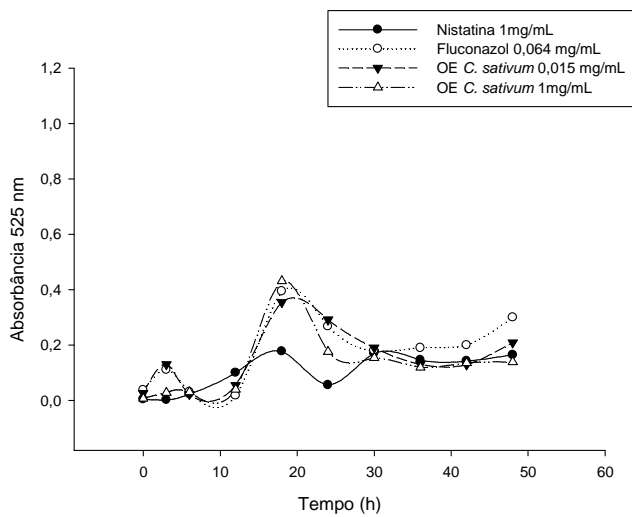 Nistatina 1mg/mL
Fluconazol 0,064 mg/mL
OE C. sativum 0,015 mg/mL
OE C. sativum 1mg/mL
1,2
1,0
0,8
0,6
0,4
0,2
0,0
Absorbância 525 nm
0 10 20 30 40 50 60
Tempo (h)